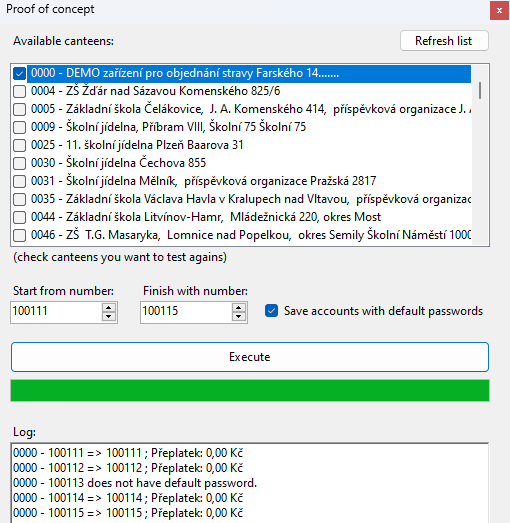 Proof of concept
Available canteens:
Refresh list
0000 - DEMO zařízení pro objednání stravy Farského 14.......
0004 - ZŠ Žďár nad Sázavou Komenského 825/6
0005 - Základní škola Čelákovice,  J. A. Komenského 414,  příspěvková organizace J. A
0009 - Školní jídelna, Příbram VIII, Školní 75 Školní 75
0025 - 11. školní jídelna Plzeň Baarova 31
0030 - Školní jídelna Čechova 855
0031 - Školní jídelna Mělník,  příspěvková organizace Pražská 2817
0035 - Základní škola Václava Havla v Kralupech nad Vltavou,  příspěvková organizac
0044 - Základní škola Litvínov-Hamr,  Mládežnická 220, okres Most
0046 - ZŠ  T.G. Masaryka,  Lomnice nad Popelkou,  okres Semily Školní Náměstí 1000
(check canteens you want to test agains)
Start from number:
Finish with number:
100111
100115
Save accounts with default passwords
Execute
Log:
0000 - 100111 => 100111 ; Přeplatek: 0,00 Kč
0000 - 100112 => 100112 ; Přeplatek: 0,00 Kč
0000 - 100113 does not have default password.
0000 - 100114 => 100114 ; Přeplatek: 0,00 Kč
0000 - 100115 => 100115 ; Přeplatek: 0,00 Kč